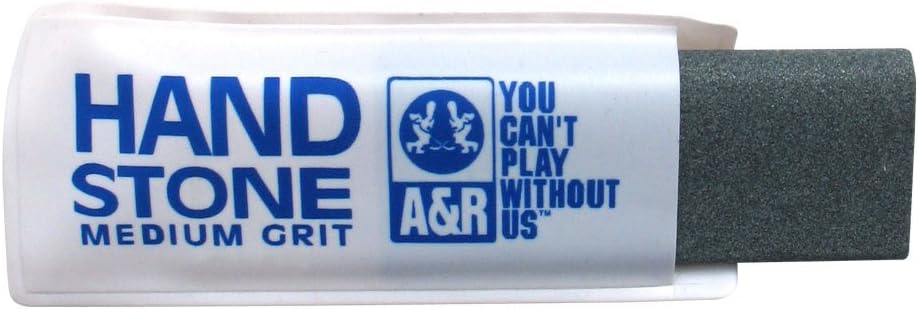 HAND
STONE
MEDIUM GRIT
A&R
YOU
CAN'T
PLAY
WITHOUT
US™